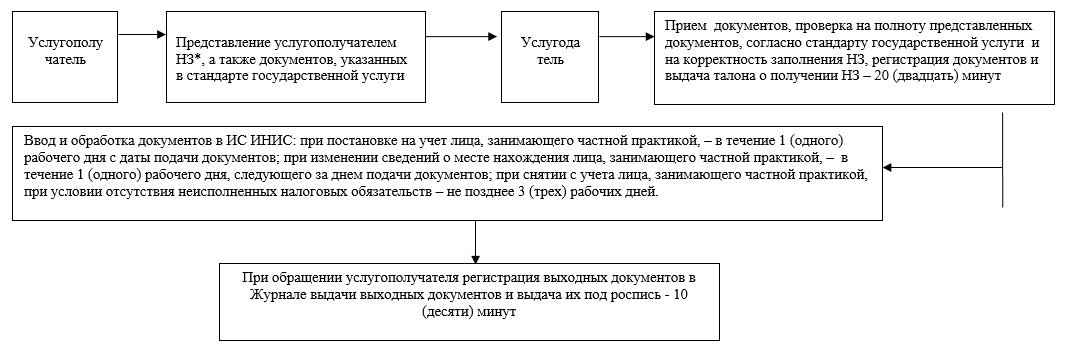 Услугополу
чатель
Представление услугополучателем
НЗ*, а также документов, указанных
в стандарте государственной услуги
Услугода
тель
Прием документов, проверка на полноту представленных
документов, согласно стандарту государственной услуги и
на корректность заполнения НЗ, регистрация документов и
выдача талона о получении НЗ – 20 (двадцать) минут
Ввод и обработка документов в ИС ИНИС: при постановке на учет лица, занимающего частной практикой, – в течение 1 (одного)
рабочего дня с даты подачи документов; при изменении сведений о месте нахождения лица, занимающего частной практикой, – в
течение 1 (одного) рабочего дня, следующего за днем подачи документов; при снятии с учета лица, занимающего частной практикой,
при условии отсутствия неисполненных налоговых обязательств – не позднее 3 (трех) рабочих дней.
При обращении услугополучателя регистрация выходных документов в
Журнале выдачи выходных документов и выдача их под роспись - 10
(десяти) минут